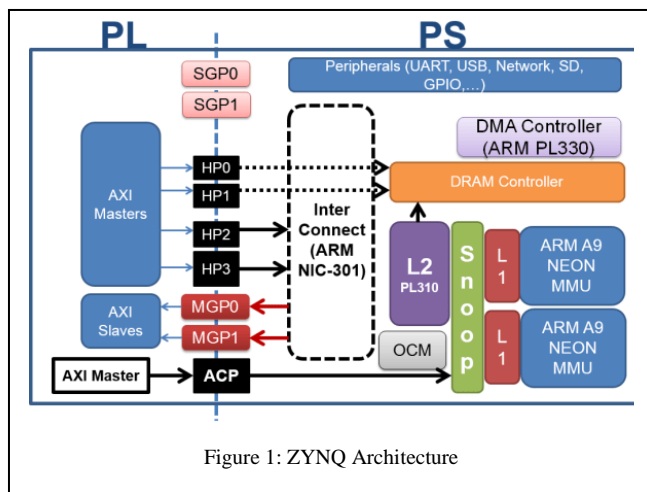 PL
PS
SGP0
SGP1
Peripherals (UART, USB, Network, SD,
GPIO,…)
DMA Controller
(ARM PL330)
DRAM Controller
AXI
Masters
HP0
HP1
HP2
HP3
Inter
Connect
(ARM
NIC-301)
L2
PL310
S
n
o
o
p
L
1
ARM A9
NEON
MMU
L
1
ARM A9
NEON
MMU
AXI
Slaves
MGP0
MGP1
OCM
AXI Master
ACP
Figure 1: ZYNQ Architecture